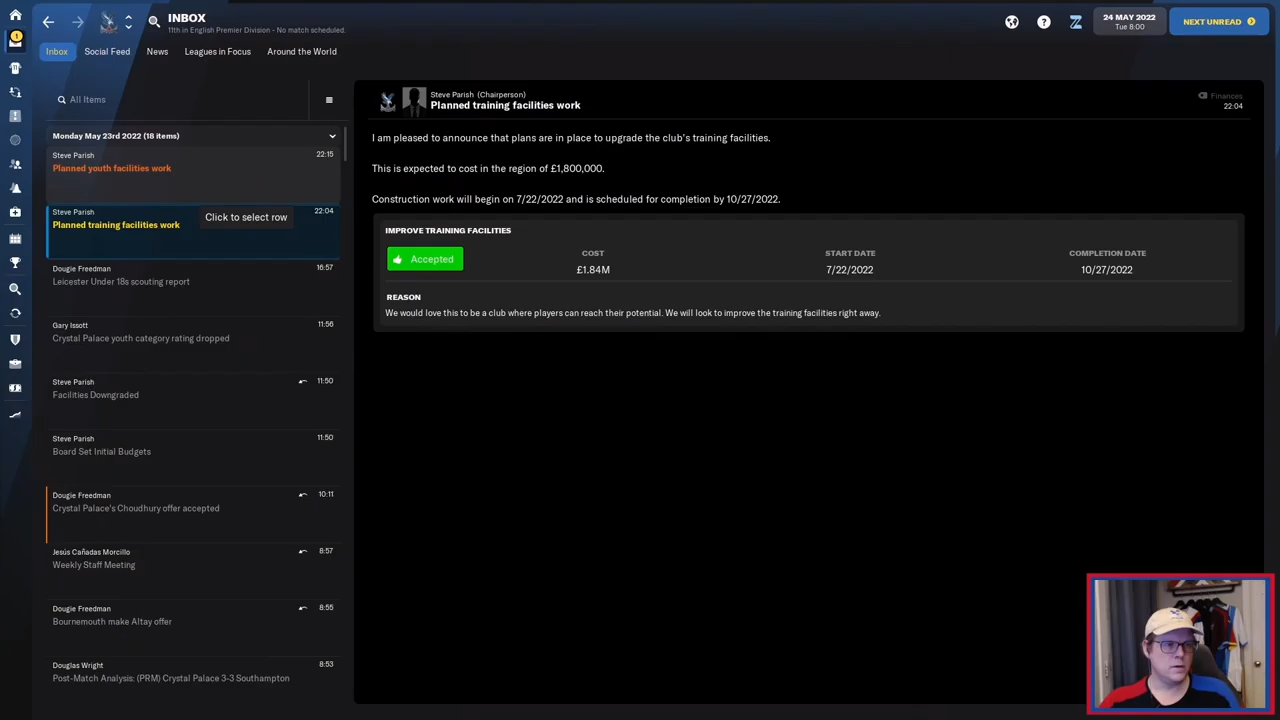 INBOX
11th in English Premier Division - No match scheduled.
24 MAY 2022
Tue 8:00
NEXT UNREAD
1
Inbox
Social Feed
News
Leagues in Focus
Around the World
All Items
Monday May 23rd 2022 (18 items)
Steve Parish
22:15
Planned youth facilities work
Steve Parish
22:04
Planned training facilities work
Click to select row
Dougie Freedman
16:57
Leicester Under 18s scouting report
Gary Issott
11:56
Crystal Palace youth category rating dropped
Steve Parish
11:50
Facilities Downgraded
Steve Parish
11:50
Board Set Initial Budgets
Dougie Freedman
10:11
Crystal Palace's Choudhury offer accepted
Jesús Cañadas Morcillo
8:57
Weekly Staff Meeting
Dougie Freedman
8:55
Bournemouth make Altay offer
Douglas Wright
8:53
Post-Match Analysis: (PRM) Crystal Palace 3-3 Southampton
Steve Parish (Chairperson)
Planned training facilities work
Finances
22:04
I am pleased to announce that plans are in place to upgrade the club's training facilities.
This is expected to cost in the region of £1,800,000.
Construction work will begin on 7/22/2022 and is scheduled for completion by 10/27/2022.
IMPROVE TRAINING FACILITIES
Accepted
COST
£1.84M
START DATE
7/22/2022
COMPLETION DATE
10/27/2022
REASON
We would love this to be a club where players can reach their potential. We will look to improve the training facilities right away.